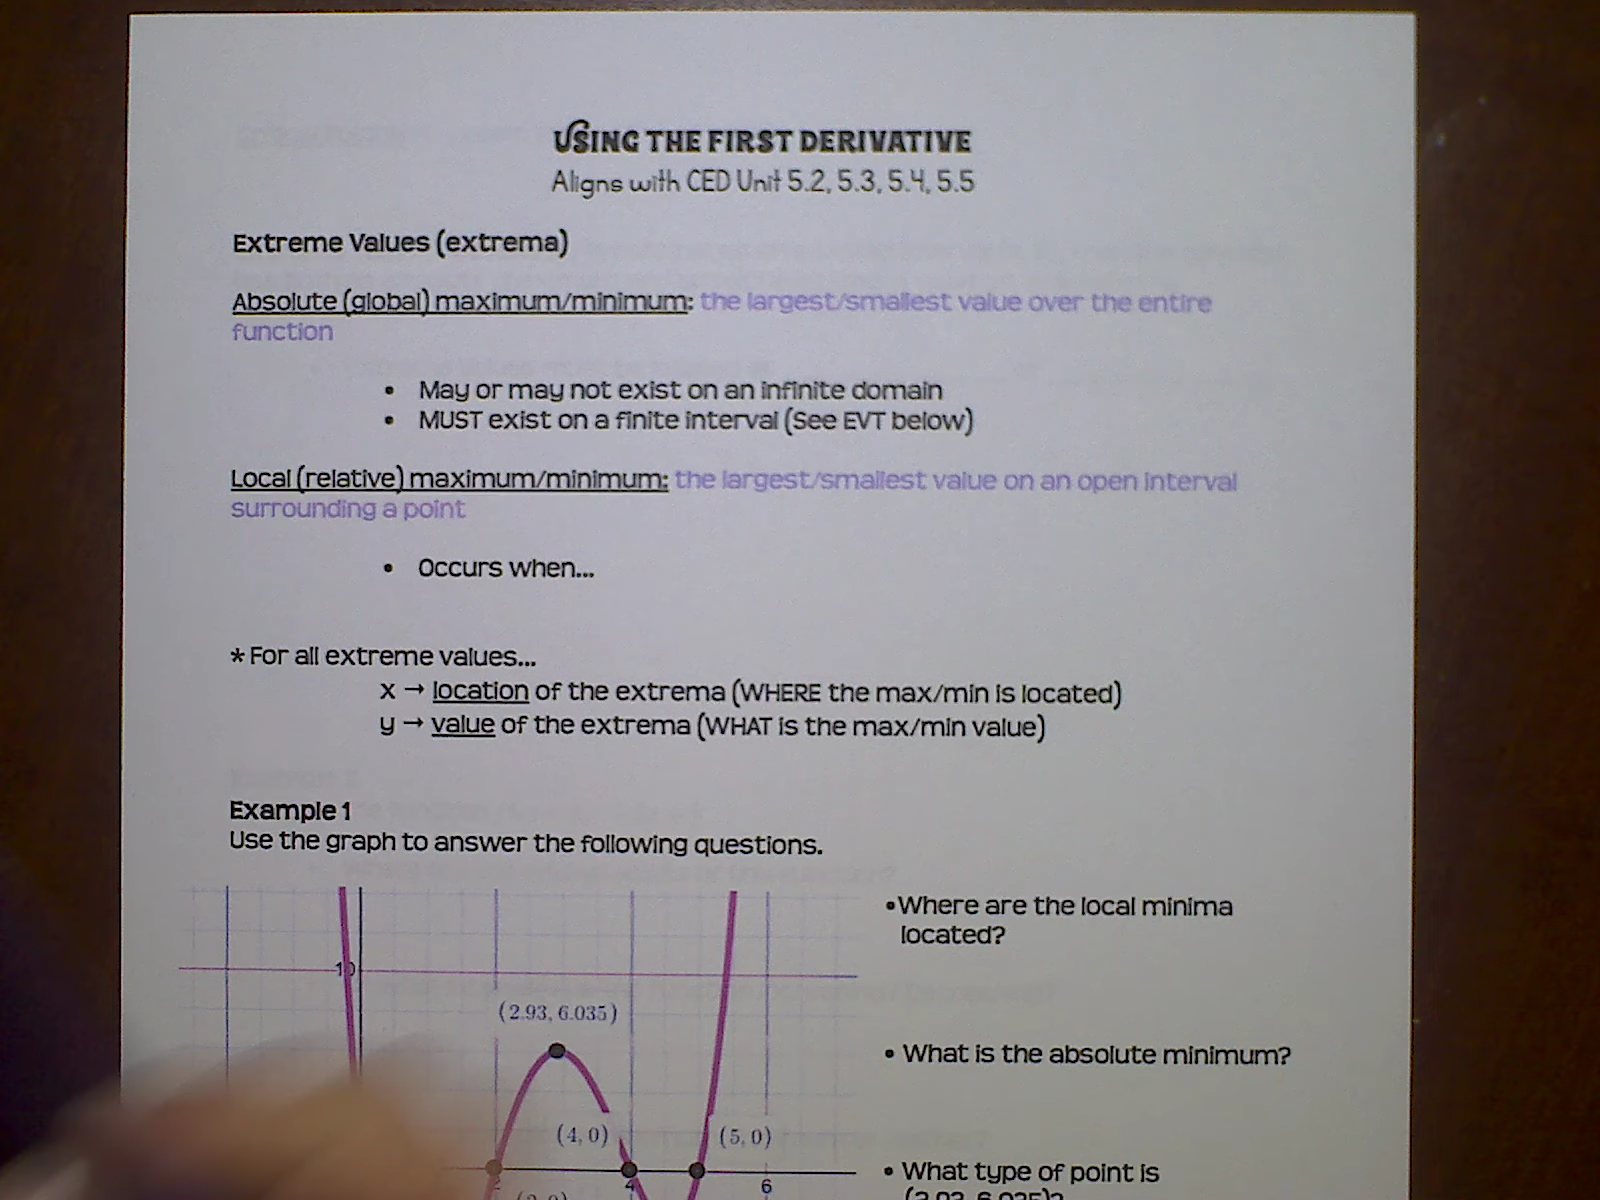 USING THE FIRST DERIVATIVE
Aligns with CED Unit 5.2, 5.3, 5.4, 5.5
Extreme Values (extrema)
Absolute (global) maximum/minimum: the largest/smallest value over the entire
function
• May or may not exist on an infinite domain
• MUST exist on a finite interval (See EVT below)
Local (relative) maximum/minimum: the largest/smallest value on an open interval
surrounding a point
• Occurs when...
* For all extreme values...
x → location of the extrema (WHERE the max/min is located)
y → value of the extrema (WHAT is the max/min value)
Example 1
Use the graph to answer the following questions.
•Where are the local minima
located?
10
(2.93, 6.035)
• What is the absolute minimum?
(4, 0)
(5, 0)
• What type of point is
4
6
(2.93, 6.035)?